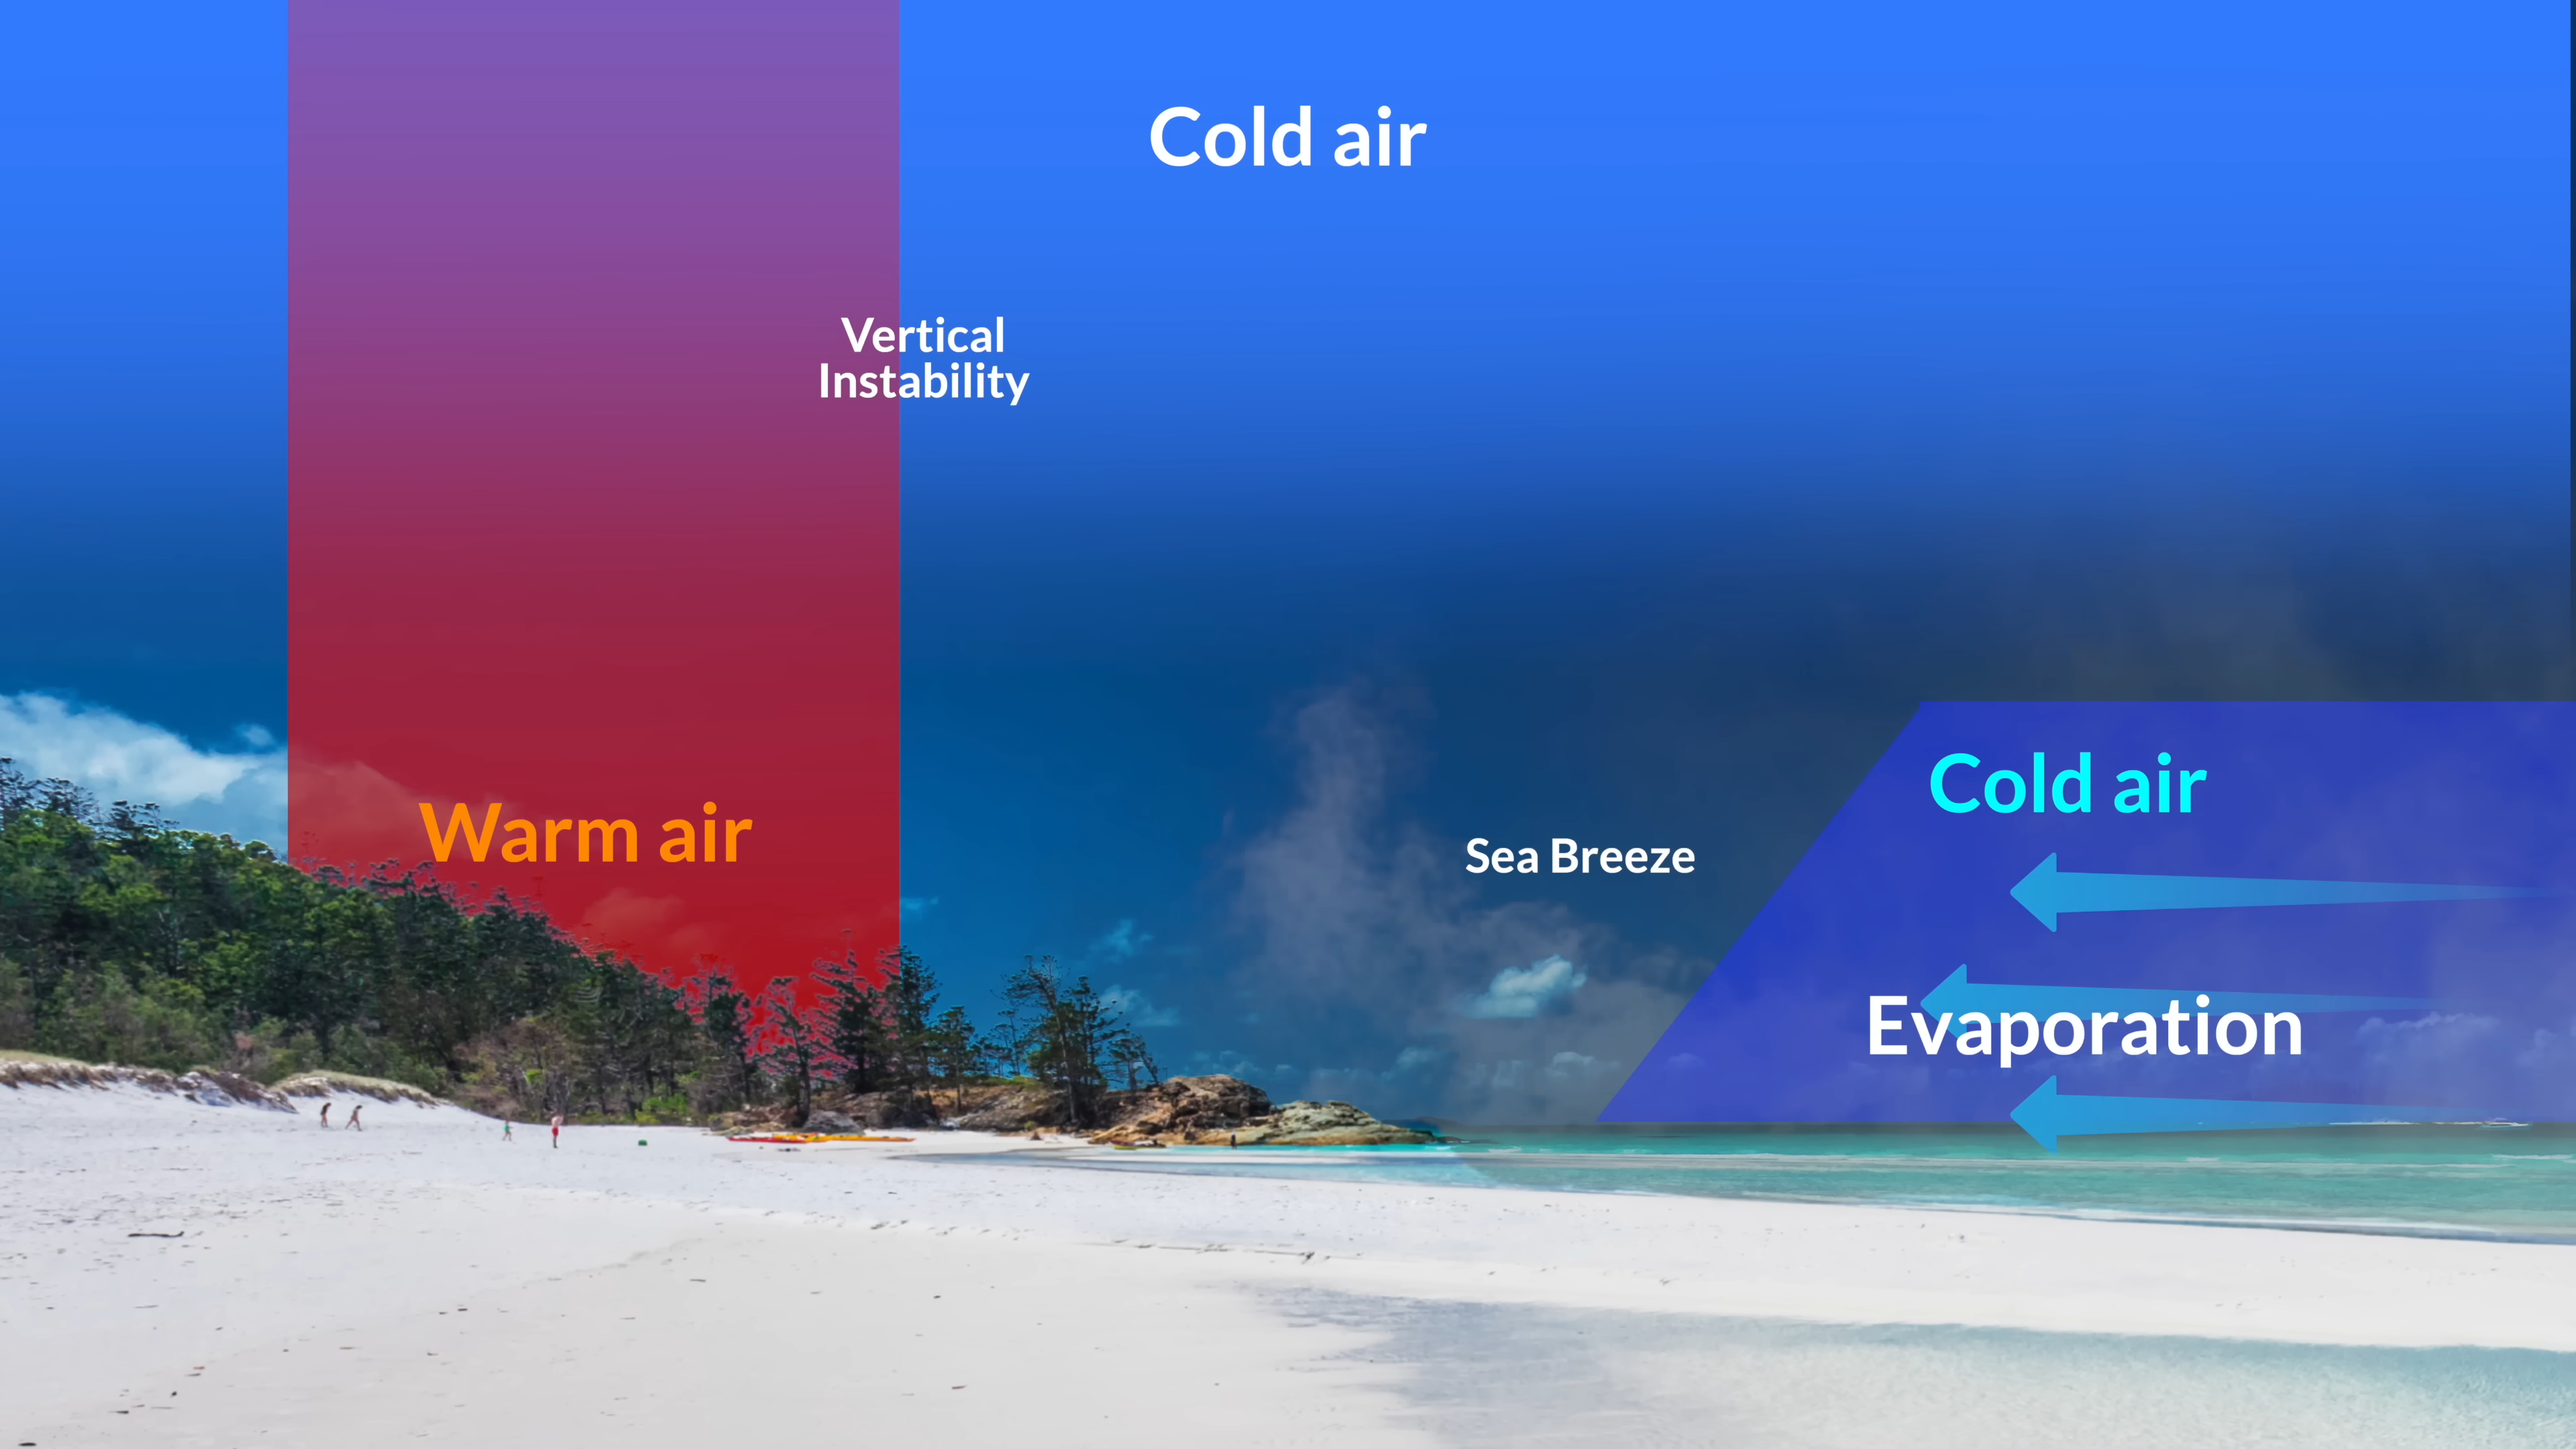 Cold air
Vertical
Instability
Warm air
Cold air
Sea Breeze
Evaporation